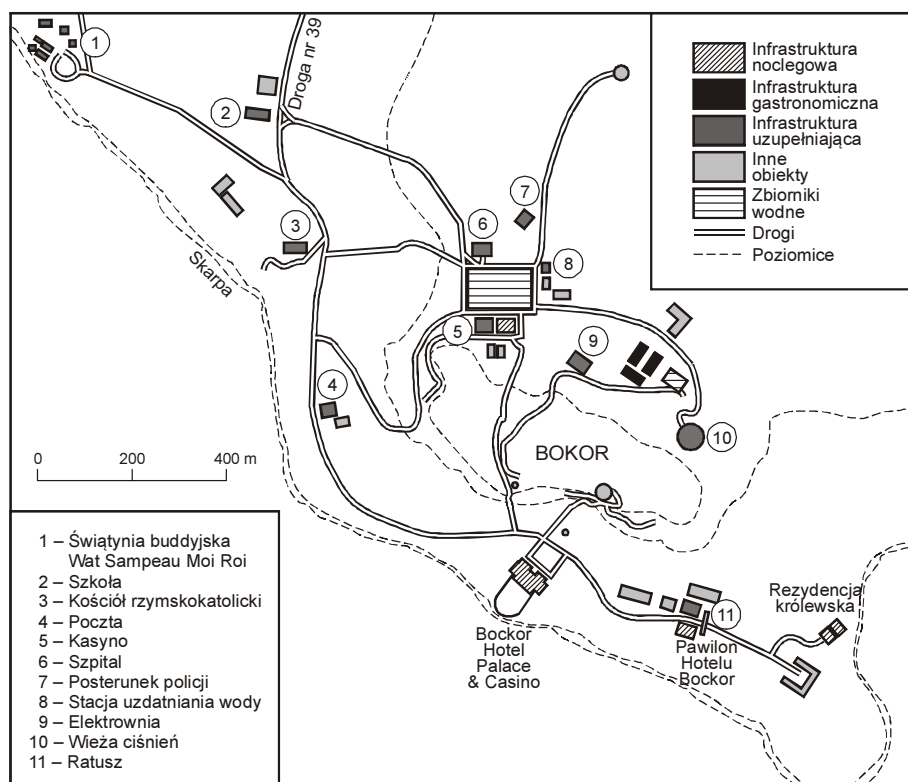 1
Droga nr 39
2
3
Skarpa
4
5
6
7
8
9
10
BOKOR
11
0 200 400 m
Bockor
Hotel
Palace
& Casino
Pawilon
Hotelu
Bockor
Rezydencja
królewska
Infrastruktura
noclegowa
Infrastruktura
gastronomiczna
Infrastruktura
uzupełniająca
Inne
obiekty
Zbiorniki
wodne
Drogi
Poziomice
1 – Świątynia buddyjska
Wat Sampeau Moi Roi
2 – Szkoła
3 – Kościół rzymskokatolicki
4 – Poczta
5 – Kasyno
6 – Szpital
7 – Posterunek policji
8 – Stacja uzdatniania wody
9 – Elektrownia
10 – Wieża ciśnień
11 – Ratusz